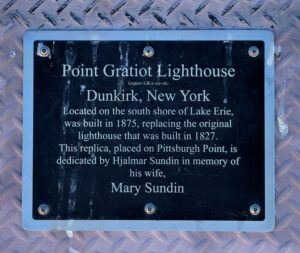 Point Gratiot Lighthouse
Dunkirk, New York
Located on the south shore of Lake Erie,
was built in 1875, replacing the original
lighthouse that was built in 1827.
This replica, placed on Pittsburgh Point, is
dedicated by Hjalmar Sundin in memory of
his wife,
Mary Sundin